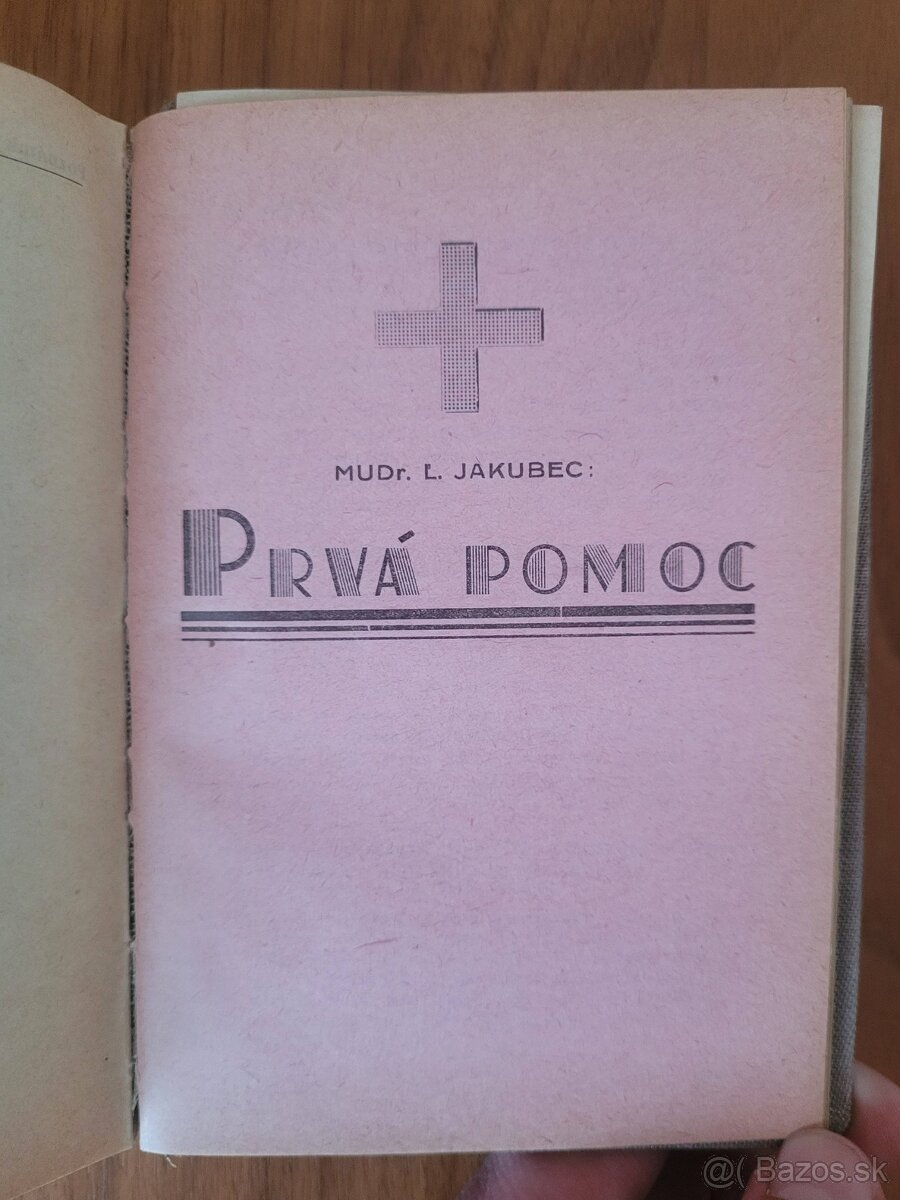 MUDr. Ľ. JAKUBEC:
PRVÁ POMOC
@( Bazos.sk